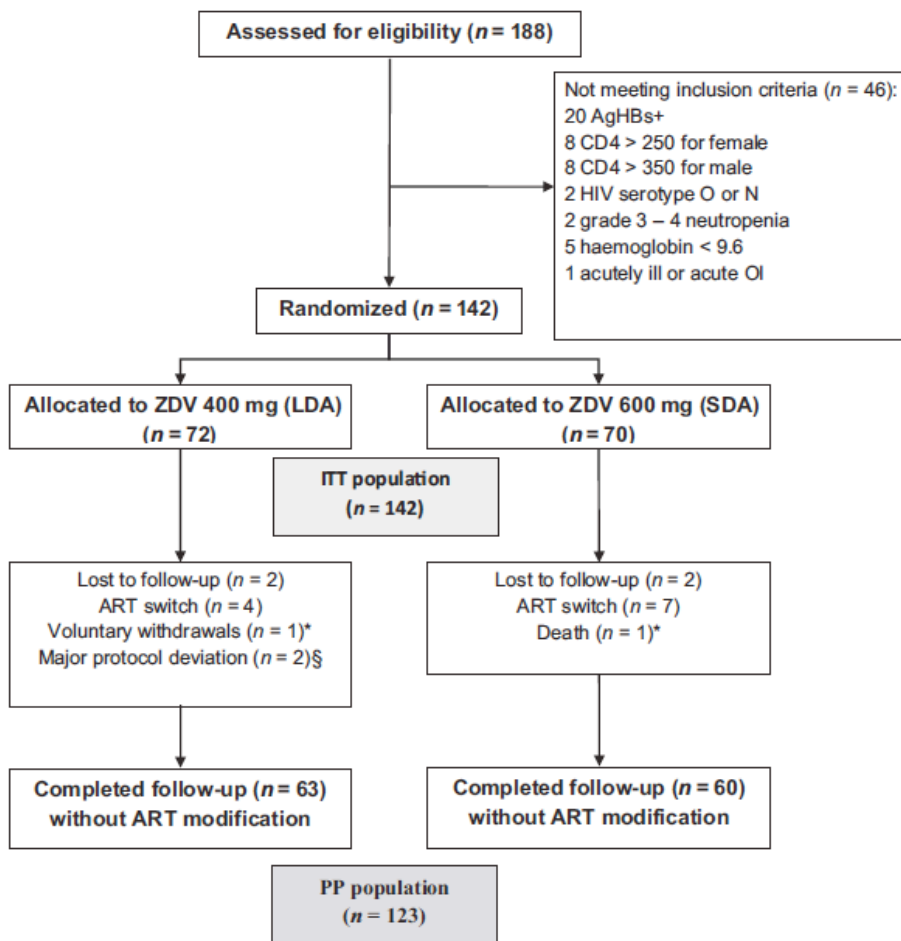 Assessed for eligibility (n = 188)
Not meeting inclusion criteria (n = 46):
20 AgHBs+
8 CD4 > 250 for female
8 CD4 > 350 for male
2 HIV serotype O or N
2 grade 3 – 4 neutropenia
5 haemoglobin < 9.6
1 acutely ill or acute OI
Randomized (n = 142)
Allocated to ZDV 400 mg (LDA)
(n = 72)
Allocated to ZDV 600 mg (SDA)
(n = 70)
ITT population
(n = 142)
Lost to follow-up (n = 2)
ART switch (n = 4)
Voluntary withdrawals (n = 1)*
Major protocol deviation (n = 2)§
Lost to follow-up (n = 2)
ART switch (n = 7)
Death (n = 1)*
Completed follow-up (n = 63)
without ART modification
Completed follow-up (n = 60)
without ART modification
PP population
(n = 123)